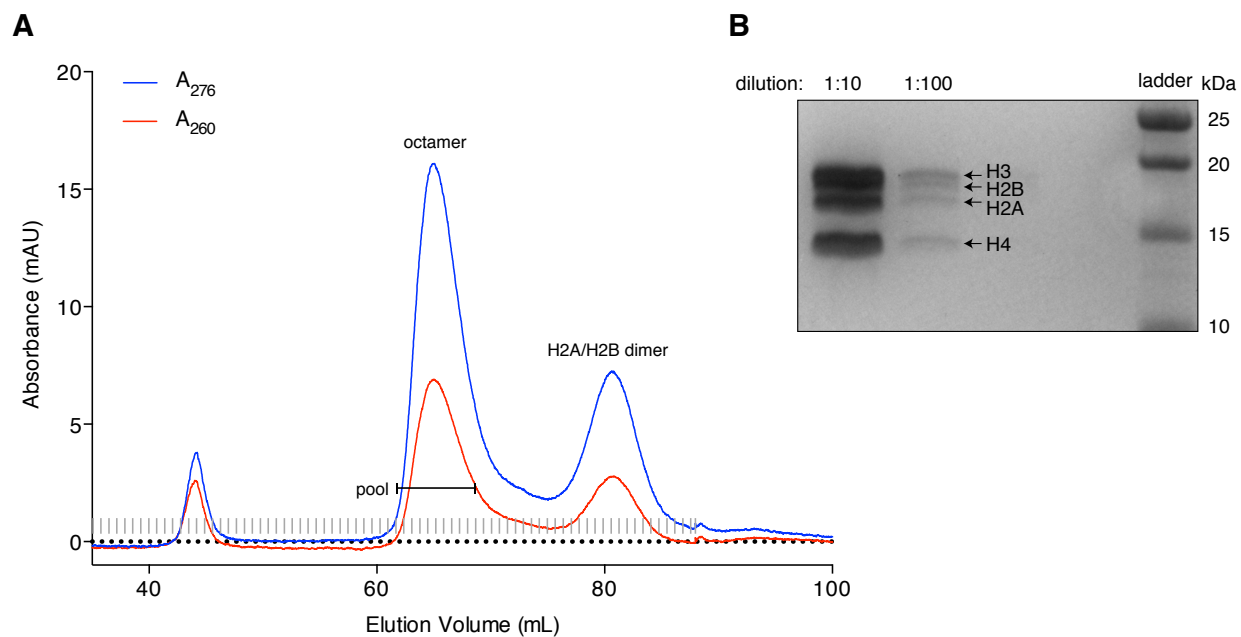 A
20
15
10
5
0
40
60
80
100
Absorbance (mAU)
Elution Volume (mL)
A276
A260
octamer
H2A/H2B dimer
pool
B
dilution: 1:10 1:100 ladder kDa
25
20
15
10
H3
H2B
H2A
H4